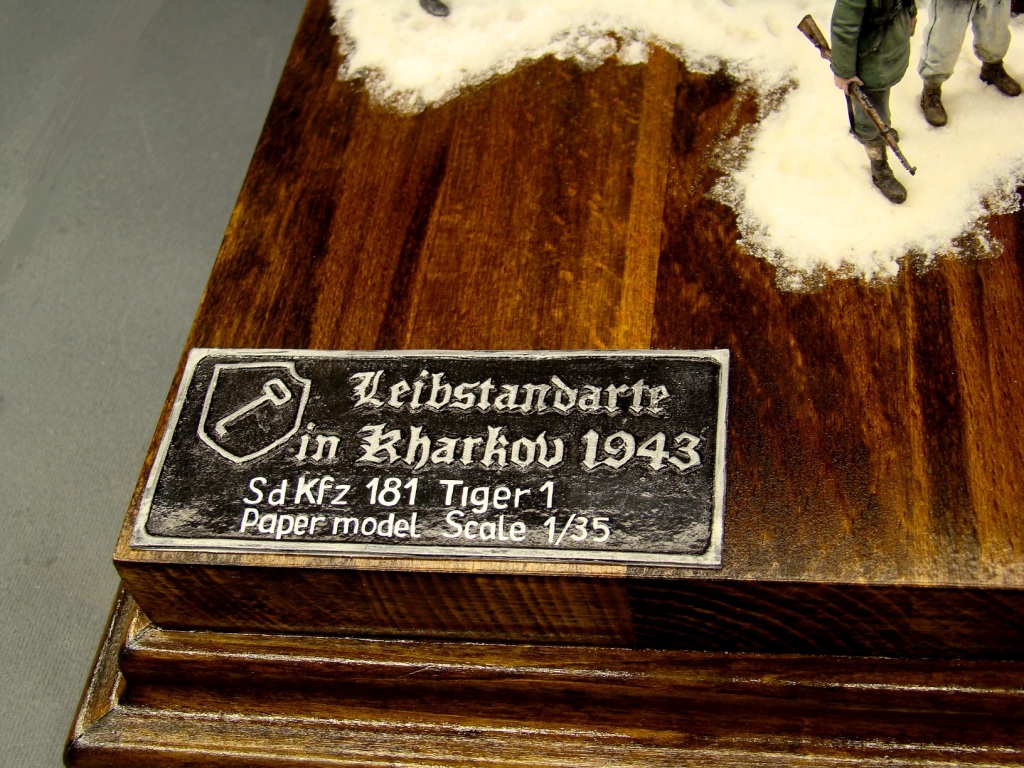 Leibstandarte
in Kharkov 1943
Sd Kfz 181 Tiger 1
Paper model Scale 1/35